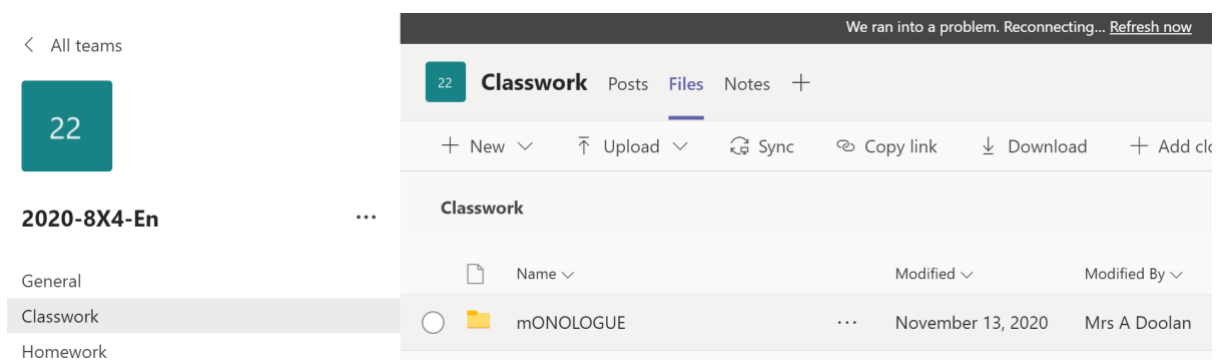 All teams
22
2020-8X4-En
...
General
Classwork
Homework
We ran into a problem. Reconnecting... Refresh now
22 Classwork Posts Files Notes
New Upload Sync Copy link Download Add clo
Classwork
Name Modified Modified By
mONOLOGUE ... November 13, 2020 Mrs A Doolan